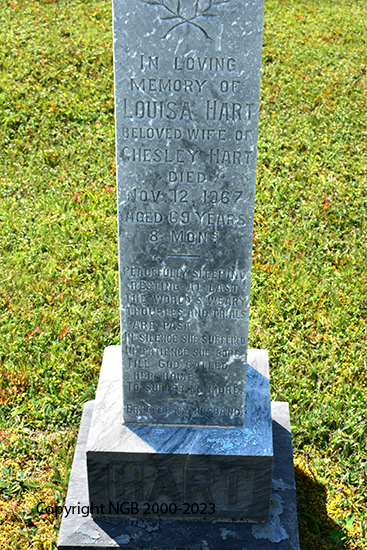 IN LOVING
MEMORY OF
LOUISA HART
BELOVED WIFE OF
CHESLEY HART
DIED
NOV. 12, 1967
AGED 69 YEARS
8 MONS
PEACEFULLY SLEEPING
RESTING AT LAST
THE WORLD'S WEARY
TROUBLES AND TRIALS
ARE PAST
IN SILENCE SHE SUFFERED
IN PATIENCE SHE BORE
TILL GOD CALLED
HER HOME
TO SUFFER NO MORE
ERECTED BY HUSBAND
HART
Copyright NGB 2000-2023